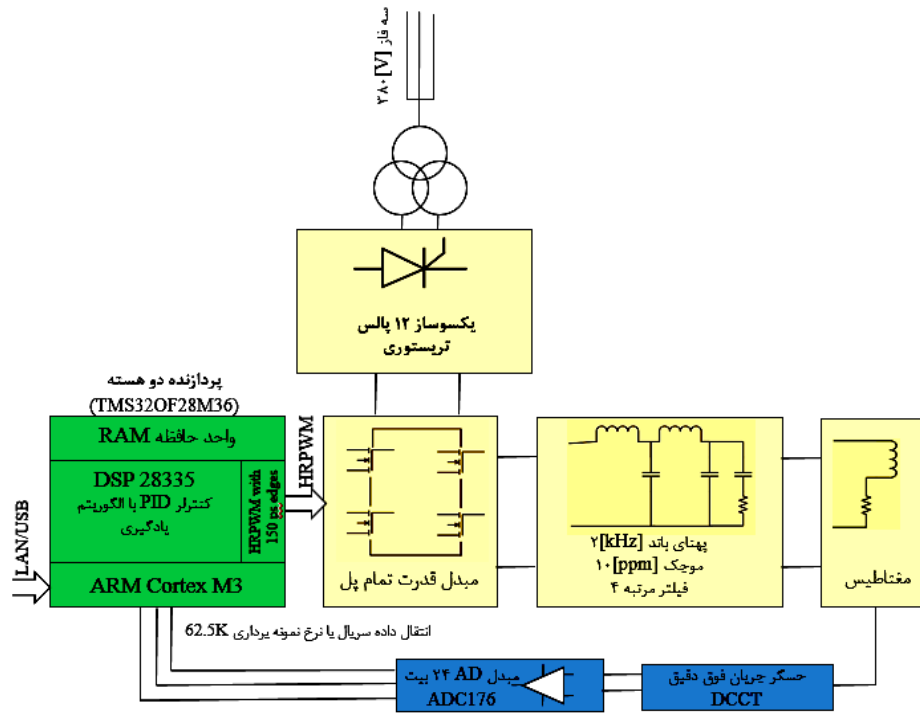 سه فاز
۳۸۰[V]
یکسوساز ۱۲ پالس
تریستوری
پردازنده دو هسته
(TMS32OF28M36)
واحد حافظه RAM
DSP 28335
کنترلر PID با الگوریتم
یادگیری
HRPWM with
150 ps edges
ARM Cortex M3
LAN/USB
HRPWM
مبدل قدرت تمام پل
پهنای باند [kHz]۲
موجک [ppm]۱۰
فیلتر مرتبه ۴
مغناطیس
انتقال داده سریال با نرخ نمونه برداری 62.5K
مبدل AD ۲۴ بیت
ADC176
حسگر جریان فوق دقیق
DCCT